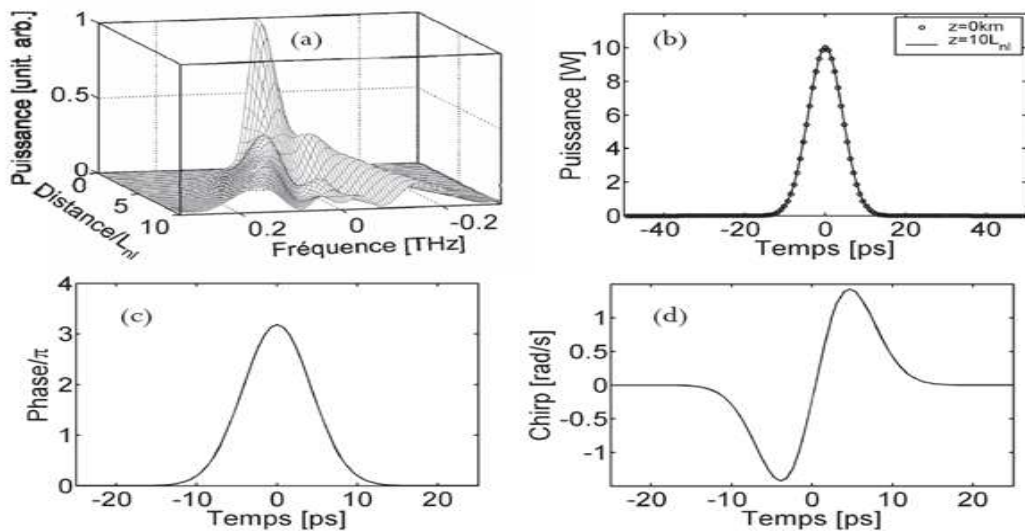 (a)
Puissance [unit. arb.]
1
0.5
0
0
5
10
Distance/Lnl
0.2
0
-0.2
Fréquence [THz]
(b)
z=0km
z=10Lnl
Puissance [W]
10
8
6
4
2
0
-40
-20
0
20
40
Temps [ps]
(c)
Phase/π
4
3
2
1
0
-20
-10
0
10
20
Temps [ps]
(d)
Chirp [rad/s]
1
0.5
0
-0.5
-1
-20
-10
0
10
20
Temps [ps]